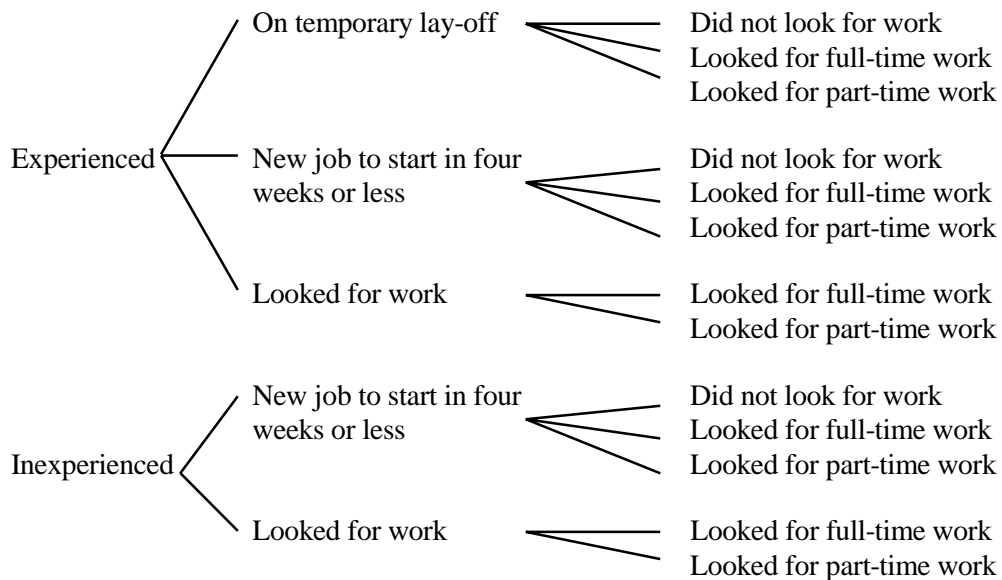 On temporary lay-off
Did not look for work
Looked for full-time work
Looked for part-time work
Experienced
New job to start in four
weeks or less
Did not look for work
Looked for full-time work
Looked for part-time work
Looked for work
Looked for full-time work
Looked for part-time work
New job to start in four
weeks or less
Did not look for work
Looked for full-time work
Looked for part-time work
Inexperienced
Looked for work
Looked for full-time work
Looked for part-time work